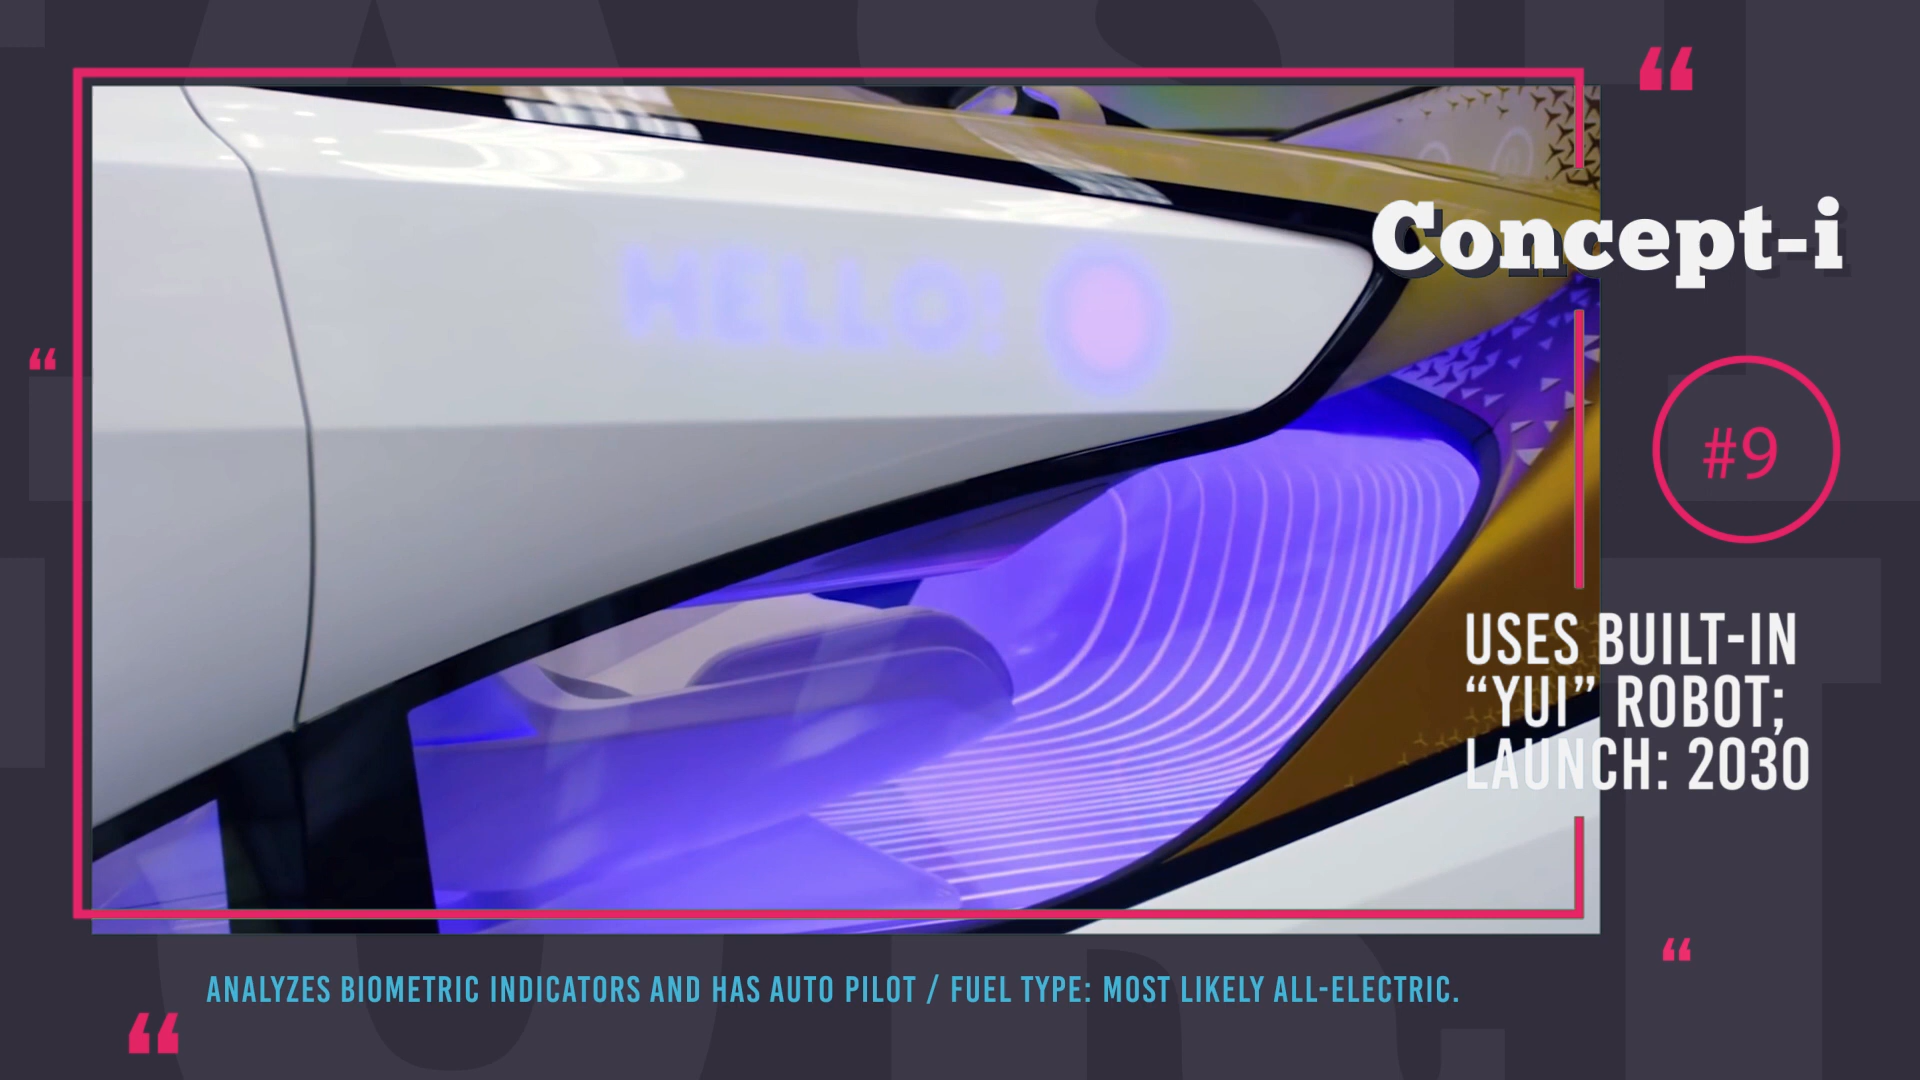 Concept-i
HELLO!
#9
USES BUILT-IN
“YUI” ROBOT;
LAUNCH: 2030
ANALYZES BIOMETRIC INDICATORS AND HAS AUTO PILOT / FUEL TYPE: MOST LIKELY ALL-ELECTRIC.